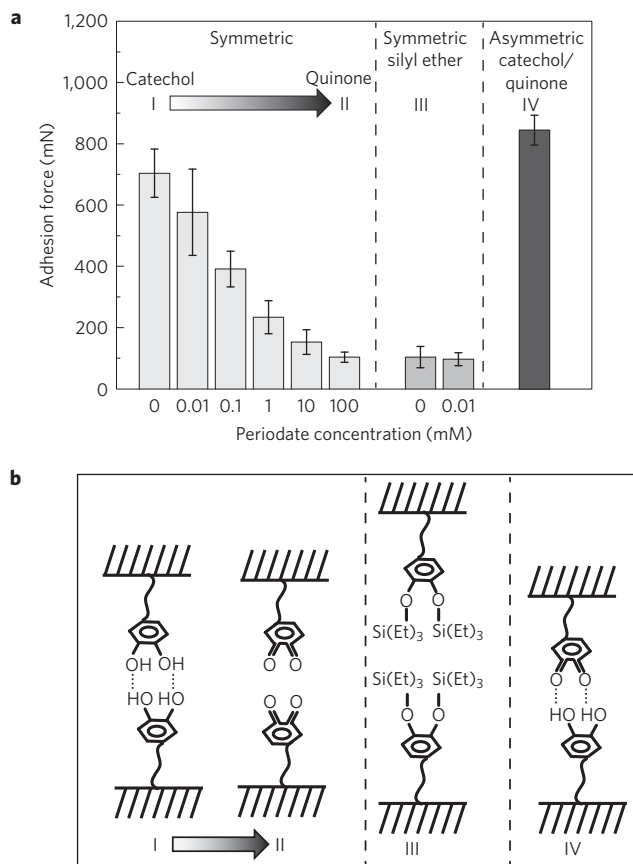 a
1,200
1,000
800
600
400
200
0
Adhesion force (mN)
Symmetric
Catechol
Quinone
I
II
Symmetric
silyl ether
III
Asymmetric
catechol/
quinone
IV
0 0.01 0.1 1 10 100 0 0.01
Periodate concentration (mM)
b
OH OH
HO HO
O O
O O
O O
Si(Et)3 Si(Et)3
Si(Et)3 Si(Et)3
O O
O O
HO HO
I II III IV